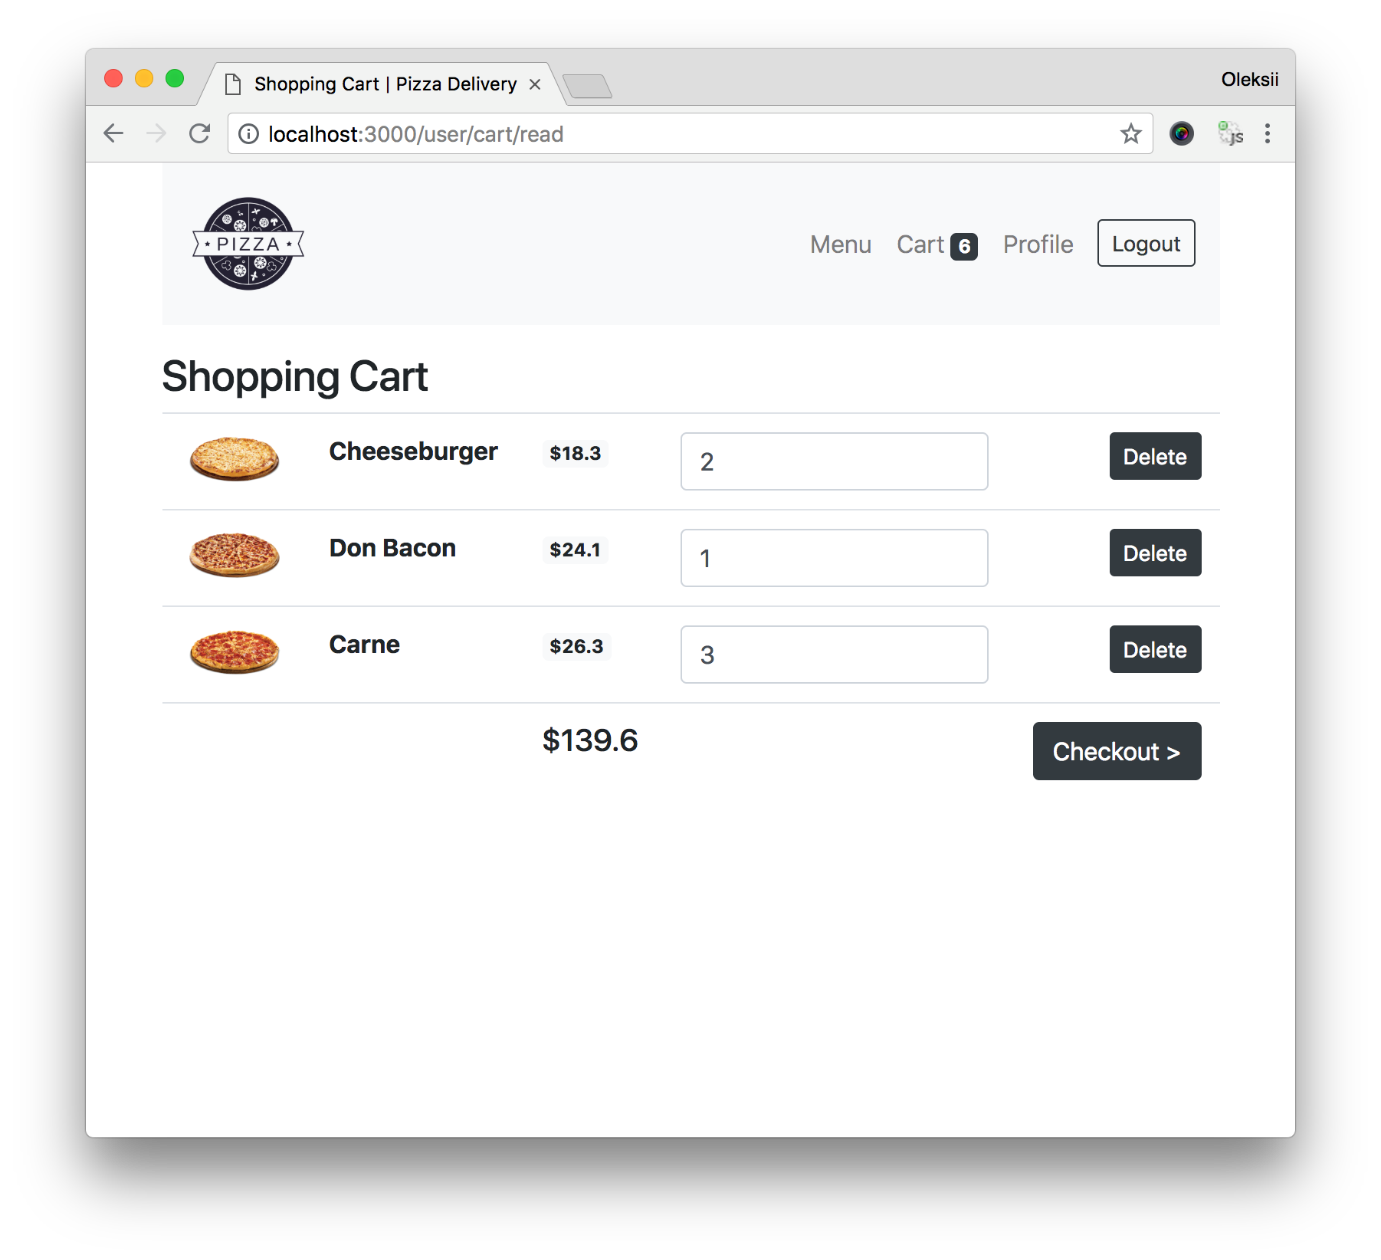 Shopping Cart | Pizza Delivery
Oleksii
localhost:3000/user/cart/read
JS
PIZZA
Menu
Cart 6
Profile
Logout
Shopping Cart
Cheeseburger $18.3 2 Delete
Don Bacon $24.1 1 Delete
Carne $26.3 3 Delete
$139.6 Checkout >